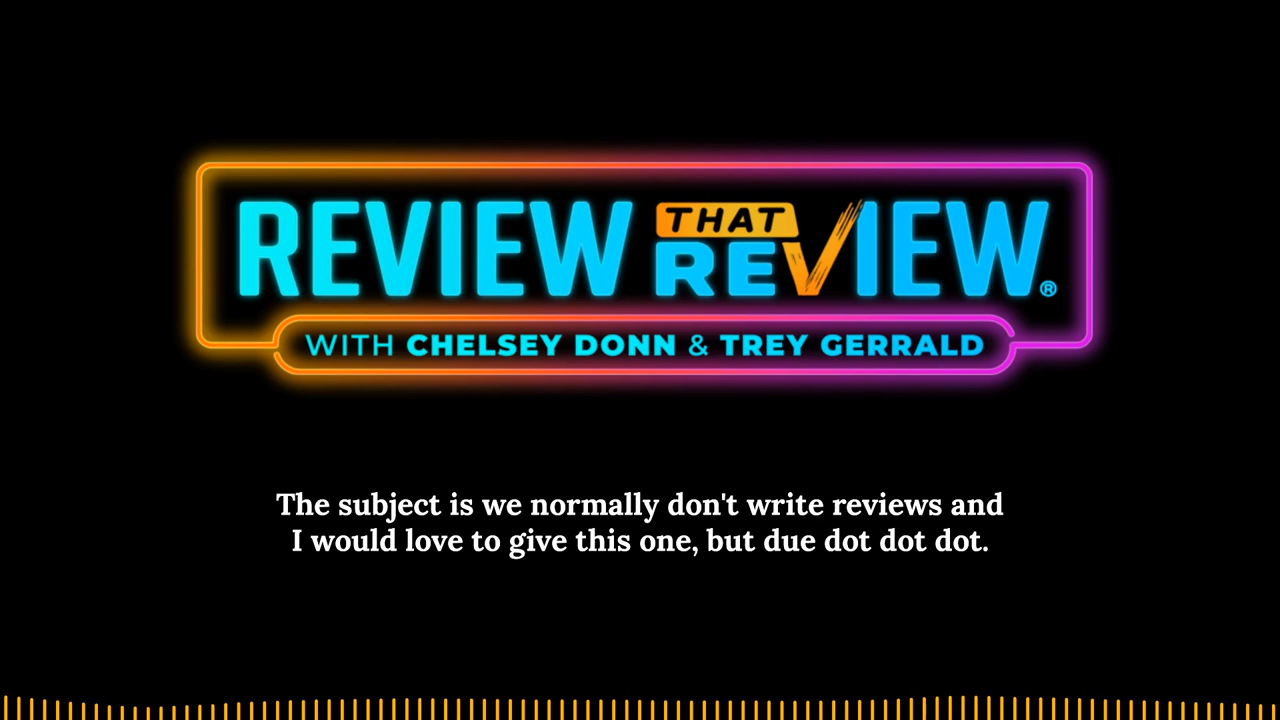 REVIEW THAT REVIEW®
WITH CHELSEY DONN & TREY GERRALD
The subject is we normally don't write reviews and
I would love to give this one, but due dot dot dot.